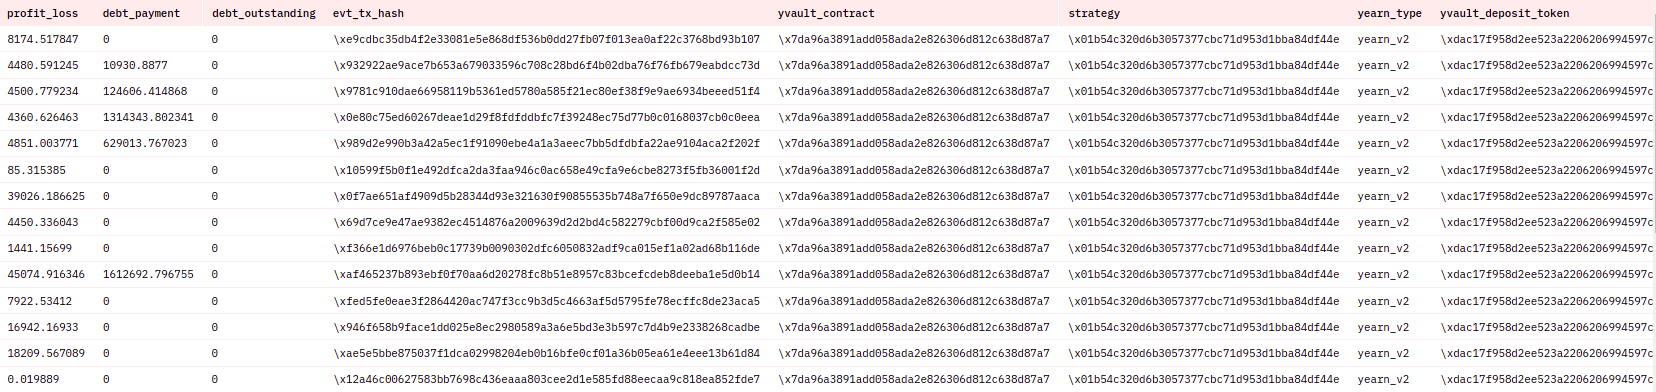 profit_loss debt_payment debt_outstanding evt_tx_hash yvault_contract strategy yearn_type yvault_deposit_token
8174.517847 0 0 \xe9cdbc35db4f2e33081e5e868df536b0dd27fb07f013ea0af22c3768bd93b107 \x7da96a3891add058ada2e826306d812c638d87a7 \x01b54c320d6b3057377cbc71d953d1bba84df44e yearn_v2 \xdac17f958d2ee523a2206206994597c
4480.591245 10930.8877 0 \x932922ae9ace7b653a679033596c708c28bd6f4b02dba76f76fb679eabdcc73d \x7da96a3891add058ada2e826306d812c638d87a7 \x01b54c320d6b3057377cbc71d953d1bba84df44e yearn_v2 \xdac17f958d2ee523a2206206994597c
4500.779234 124606.414868 0 \x9781c910dae66958119b5361ed5780a585f21ec80ef38f9e9ae6934beeed51f4 \x7da96a3891add058ada2e826306d812c638d87a7 \x01b54c320d6b3057377cbc71d953d1bba84df44e yearn_v2 \xdac17f958d2ee523a2206206994597c
4360.626463 1314343.802341 0 \x0e80c75ed60267deae1d29f8fdfddbfc7f39248ec75d77b0c0168037cb0c0eea \x7da96a3891add058ada2e826306d812c638d87a7 \x01b54c320d6b3057377cbc71d953d1bba84df44e yearn_v2 \xdac17f958d2ee523a2206206994597c
4851.003771 629013.767023 0 \x989d2e990b3a42a5ec1f91090ebe4a1a3aeec7bb5dfdbfa22ae9104aca2f202f \x7da96a3891add058ada2e826306d812c638d87a7 \x01b54c320d6b3057377cbc71d953d1bba84df44e yearn_v2 \xdac17f958d2ee523a2206206994597c
85.315385 0 0 \x10599f5b0f1e492dfca2da3faa946c0ac658e49cfa9e6cbe8273f5fb36001f2d \x7da96a3891add058ada2e826306d812c638d87a7 \x01b54c320d6b3057377cbc71d953d1bba84df44e yearn_v2 \xdac17f958d2ee523a2206206994597c
39026.186625 0 0 \x0f7ae651af4909d5b28344d93e321630f90855535b748a7f650e9dc89787aaca \x7da96a3891add058ada2e826306d812c638d87a7 \x01b54c320d6b3057377cbc71d953d1bba84df44e yearn_v2 \xdac17f958d2ee523a2206206994597c
4450.336043 0 0 \x69d7ce9e47ae9382ec4514876a2009639d2d2bd4c582279cbf00d9ca2f585e02 \x7da96a3891add058ada2e826306d812c638d87a7 \x01b54c320d6b3057377cbc71d953d1bba84df44e yearn_v2 \xdac17f958d2ee523a2206206994597c
1441.15699 0 0 \xf366e1d6976beb0c17739b0090302dfc6050832adf9ca015ef1a02ad68b116de \x7da96a3891add058ada2e826306d812c638d87a7 \x01b54c320d6b3057377cbc71d953d1bba84df44e yearn_v2 \xdac17f958d2ee523a2206206994597c
45074.916346 1612692.796755 0 \xaf465237b893ebf0f70aa6d20278fc8b51e8957c83bcefcdeb8deeba1e5d0b14 \x7da96a3891add058ada2e826306d812c638d87a7 \x01b54c320d6b3057377cbc71d953d1bba84df44e yearn_v2 \xdac17f958d2ee523a2206206994597c
7922.53412 0 0 \xfed5fe0eae3f2864420ac747f3cc9b3d5c4663af5d5795fe78ecffc8de23aca5 \x7da96a3891add058ada2e826306d812c638d87a7 \x01b54c320d6b3057377cbc71d953d1bba84df44e yearn_v2 \xdac17f958d2ee523a2206206994597c
16942.16933 0 0 \x946f658b9face1dd025e8ec2980589a3a6e5bd3e3b597c7d4b9e2338268cadbe \x7da96a3891add058ada2e826306d812c638d87a7 \x01b54c320d6b3057377cbc71d953d1bba84df44e yearn_v2 \xdac17f958d2ee523a2206206994597c
18209.567089 0 0 \xae5e5bbe875037f1dca02998204eb0b16bfe0cf01a36b05ea61e4eee13b61d84 \x7da96a3891add058ada2e826306d812c638d87a7 \x01b54c320d6b3057377cbc71d953d1bba84df44e yearn_v2 \xdac17f958d2ee523a2206206994597c
0.019889 0 0 \x12a46c00627583bb7698c436eaaa803cee2d1e585fd88eecaa9c818ea852fde7 \x7da96a3891add058ada2e826306d812c638d87a7 \x01b54c320d6b3057377cbc71d953d1bba84df44e yearn_v2 \xdac17f958d2ee523a2206206994597c